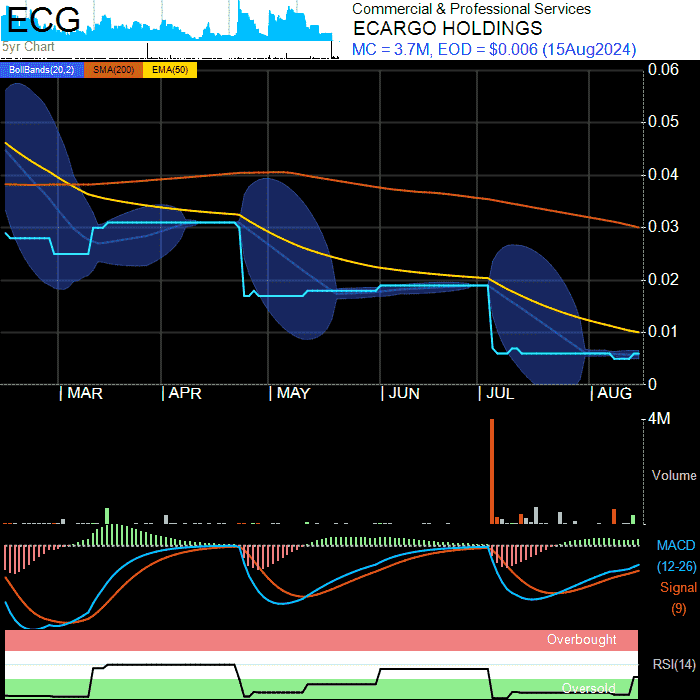 ECG
5yr Chart
Commercial & Professional Services
ECARGO HOLDINGS
MC = 3.7M, EOD = $0.006 (15Aug2024)
BollBands(20,2) SMA(200) EMA(50)
0.06
0.05
0.04
0.03
0.02
0.01
0
MAR APR MAY JUN JUL AUG
4M
Volume
MACD
(12-26)
Signal
(9)
Overbought
RSI(14)
Oversold